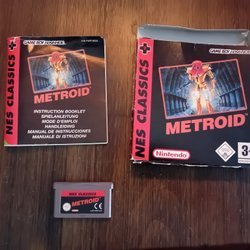 GAME BOY ADVANCE
NES CLASSICS
METROID
INSTRUCTION BOOKLET
SPIELANLEITUNG
MODE D'EMPLOI
HANDLEIDING
MANUAL DE INSTRUCCIONES
MANUALE DI ISTRUZIONI
GAME BOY ADVANCE
NES CLASSICS
METROID
Nintendo
3+
NES CLASSICS
METROID